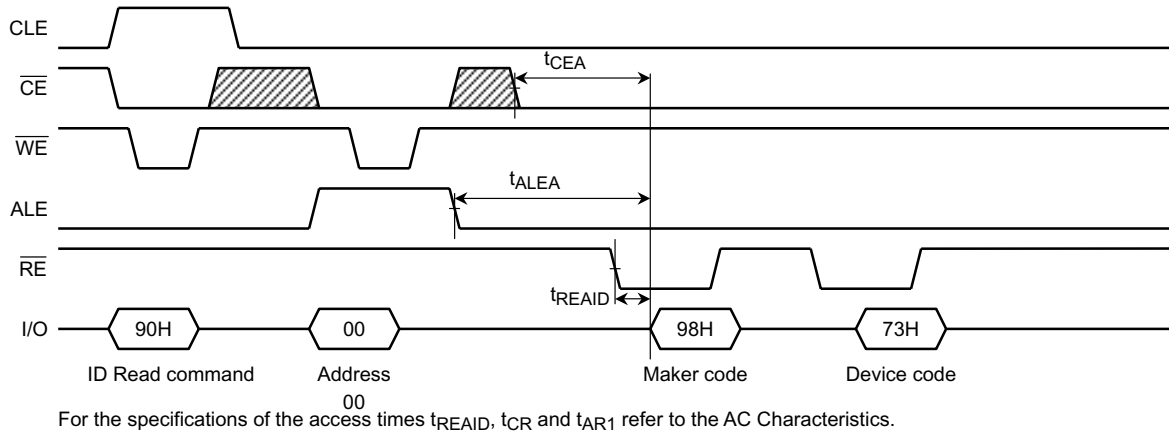 CLE
tCEA
CE
WE
tALEA
ALE
RE
tREAID
I/O 90H 00 98H 73H
ID Read command Address Maker code Device code
00
For the specifications of the access times tREAID, tCR and tAR1 refer to the AC Characteristics.